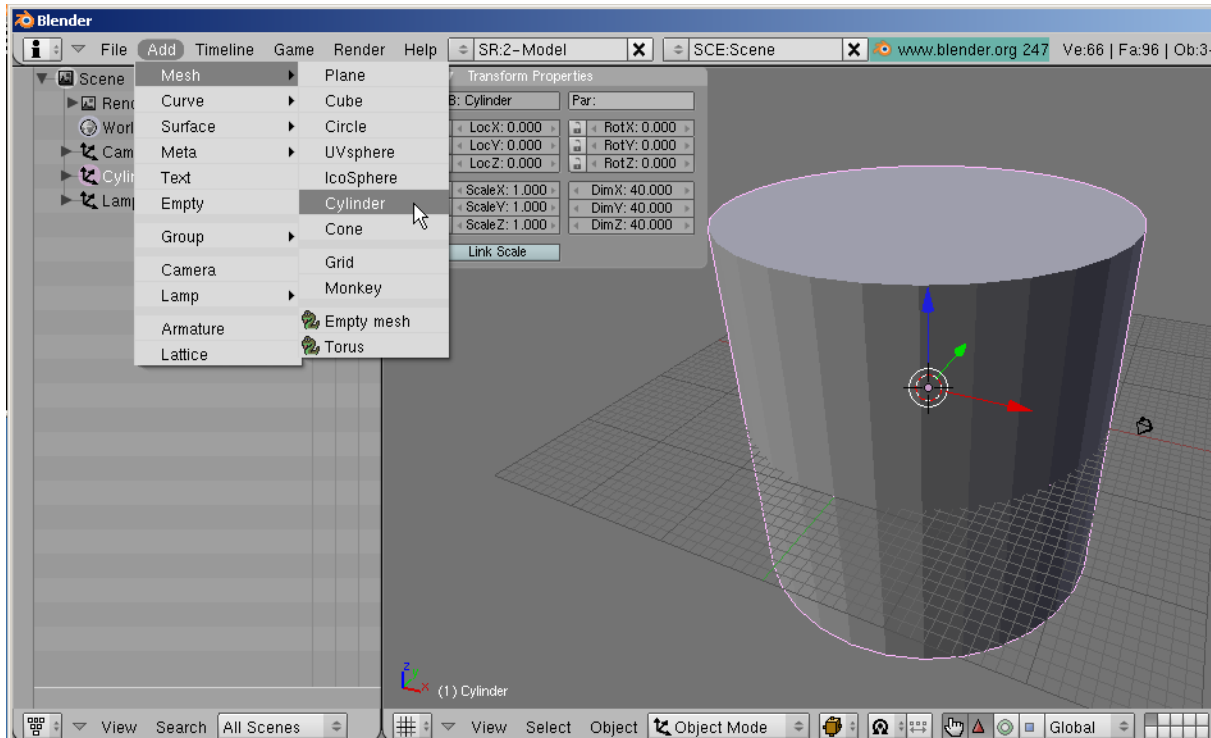 Blender
File Add Timeline Game Render Help SR:2-Model SCE:Scene www.blender.org 247 Ve:66 | Fa:96 | Ob:3-
Scene
Mesh
Curve
Surface
Meta
Text
Empty
Group
Camera
Lamp
Armature
Lattice
Plane
Cube
Circle
UVsphere
IcoSphere
Cylinder
Cone
Grid
Monkey
Empty mesh
Torus
Transform Properties
B: Cylinder Par:
LocX: 0.000 RotX: 0.000
LocY: 0.000 RotY: 0.000
LocZ: 0.000 RotZ: 0.000
ScaleX: 1.000 DimX: 40.000
ScaleY: 1.000 DimY: 40.000
ScaleZ: 1.000 DimZ: 40.000
Link Scale
z
x
(1) Cylinder
View Search All Scenes
View Select Object Object Mode Global